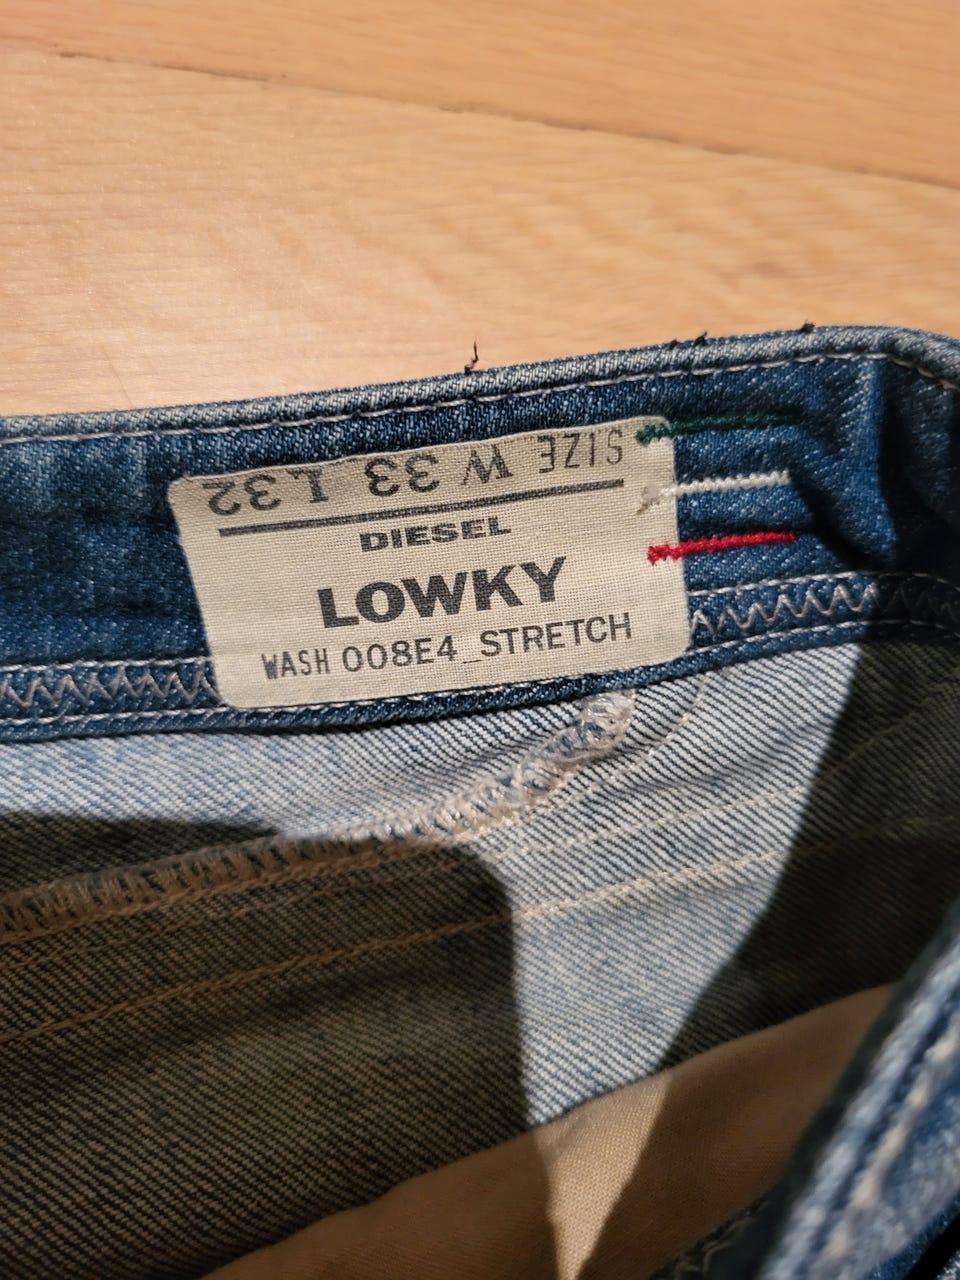 SIZE W 33 L 32
DIESEL
LOWKY
WASH 008E4_STRETCH